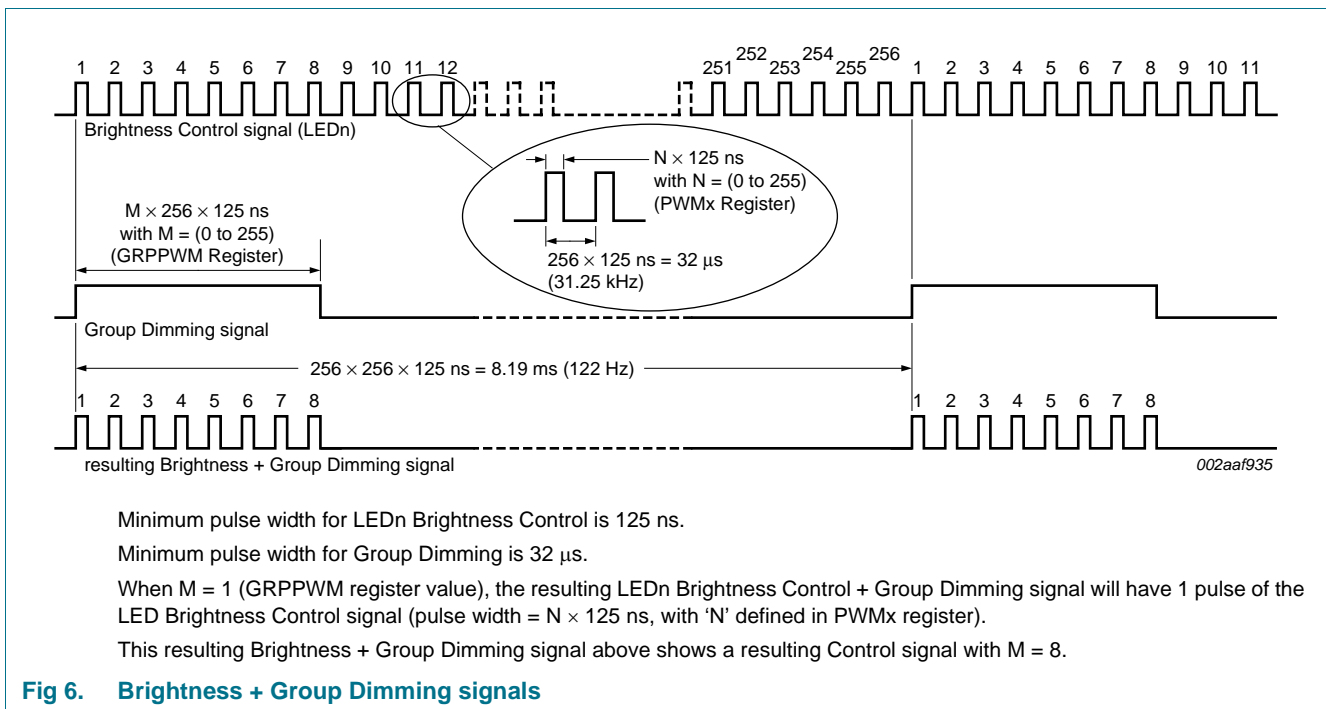 1 2 3 4 5 6 7 8 9 10 11 12 251 252 253 254 255 256 1 2 3 4 5 6 7 8 9 10 11
Brightness Control signal (LEDn)
N × 125 ns
with N = (0 to 255)
(PWMx Register)
M × 256 × 125 ns
with M = (0 to 255)
(GRPPWM Register)
256 × 125 ns = 32 μs
(31.25 kHz)
Group Dimming signal
256 × 256 × 125 ns = 8.19 ms (122 Hz)
1 2 3 4 5 6 7 8 1 2 3 4 5 6 7 8
resulting Brightness + Group Dimming signal
002aaf935
Minimum pulse width for LEDn Brightness Control is 125 ns.
Minimum pulse width for Group Dimming is 32 μs.
When M = 1 (GRPPWM register value), the resulting LEDn Brightness Control + Group Dimming signal will have 1 pulse of the
LED Brightness Control signal (pulse width = N × 125 ns, with ‘N’ defined in PWMx register).
This resulting Brightness + Group Dimming signal above shows a resulting Control signal with M = 8.
Fig 6. Brightness + Group Dimming signals